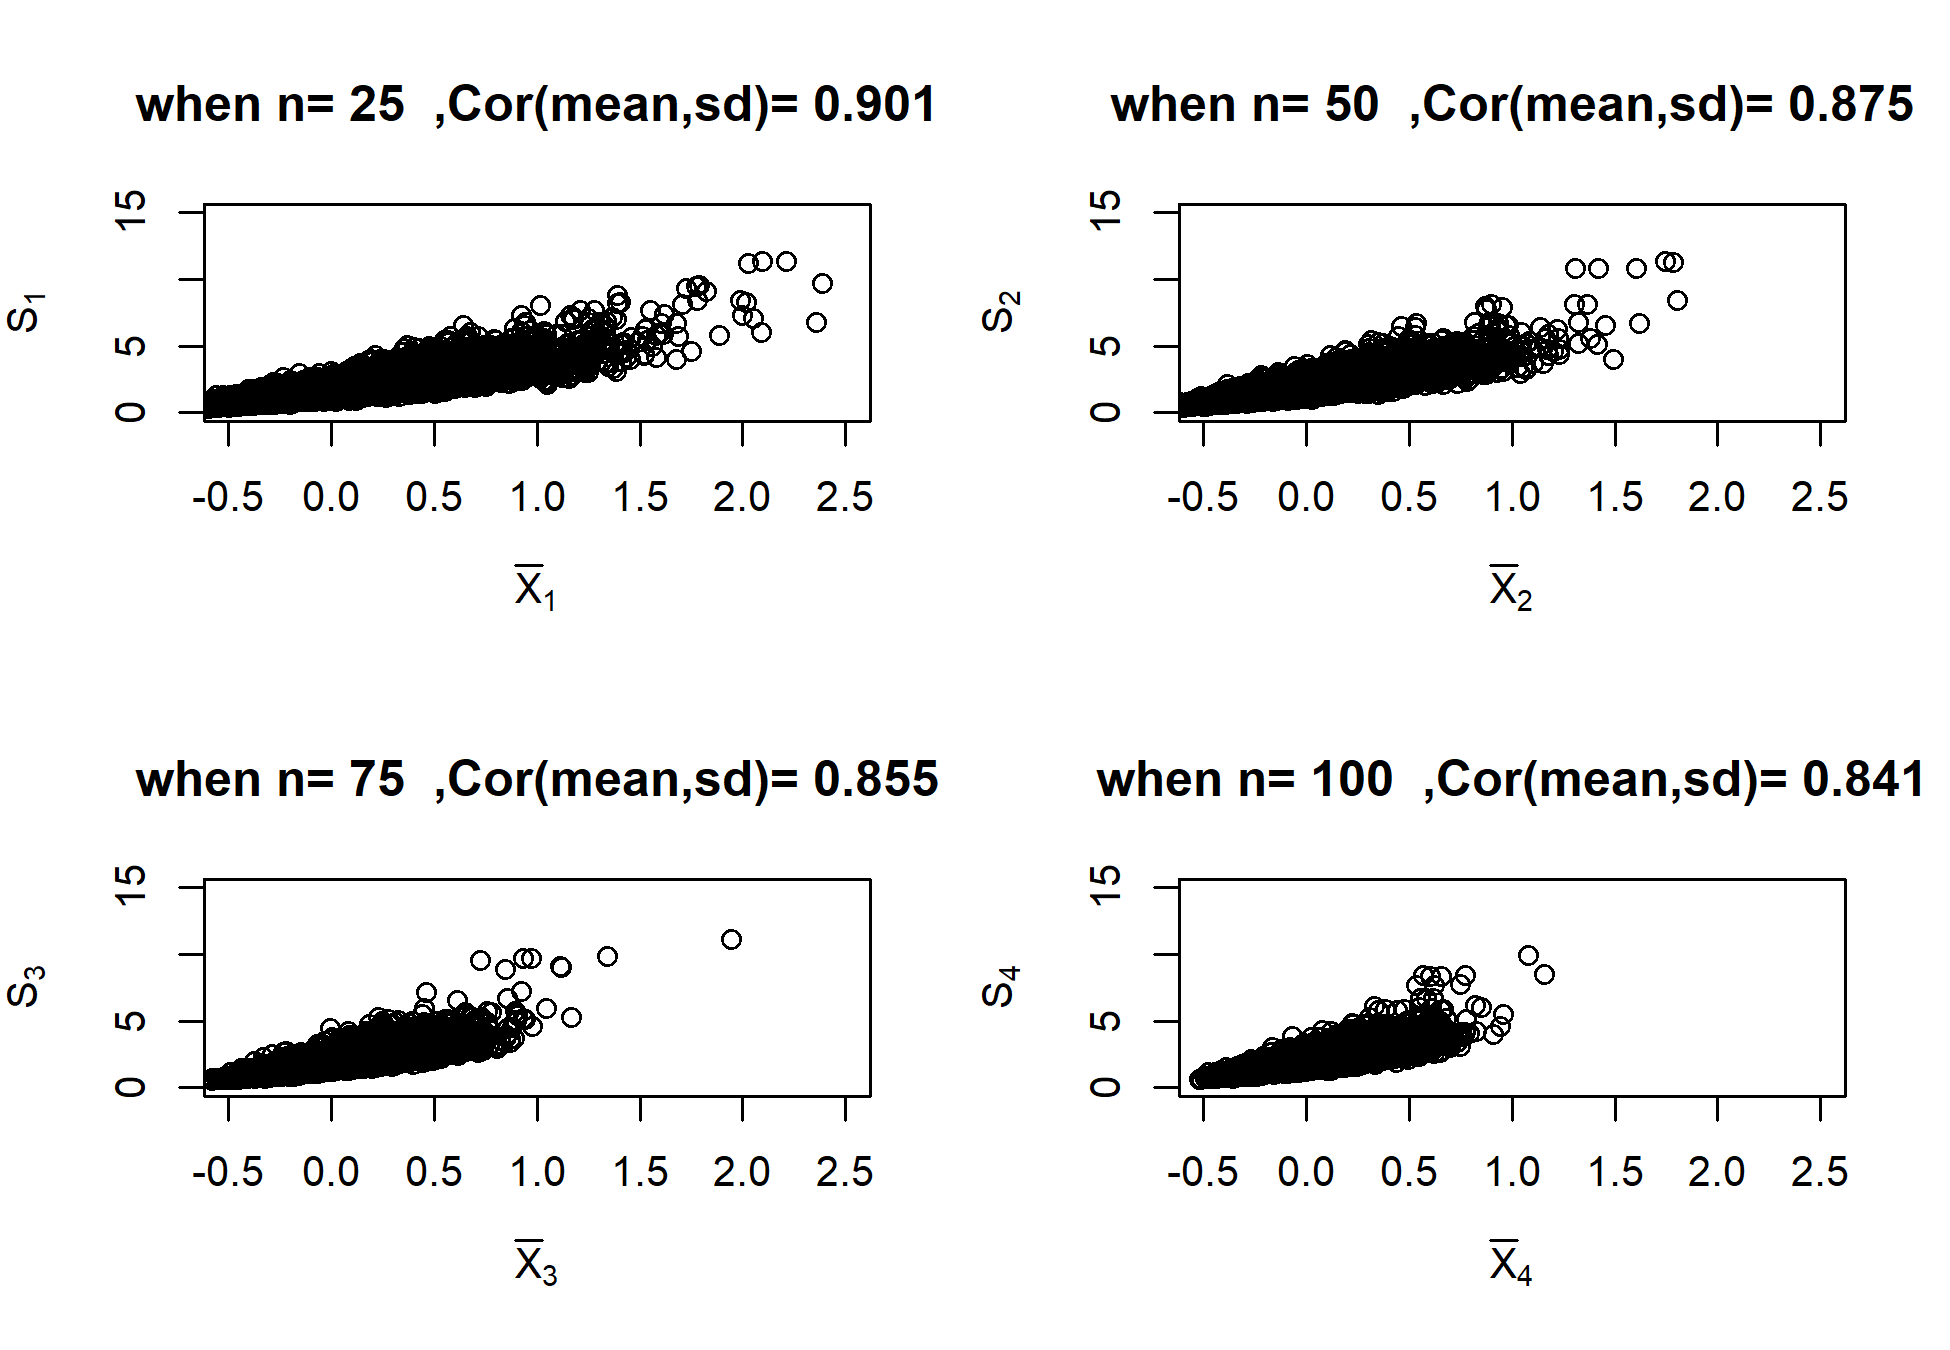 when n= 25 ,Cor(mean,sd)= 0.901
15
5
0
S1
-0.5 0.0 0.5 1.0 1.5 2.0 2.5
X̅1
when n= 50 ,Cor(mean,sd)= 0.875
15
5
0
S2
-0.5 0.0 0.5 1.0 1.5 2.0 2.5
X̅2
when n= 75 ,Cor(mean,sd)= 0.855
15
5
0
S3
-0.5 0.0 0.5 1.0 1.5 2.0 2.5
X̅3
when n= 100 ,Cor(mean,sd)= 0.841
15
5
0
S4
-0.5 0.0 0.5 1.0 1.5 2.0 2.5
X̅4